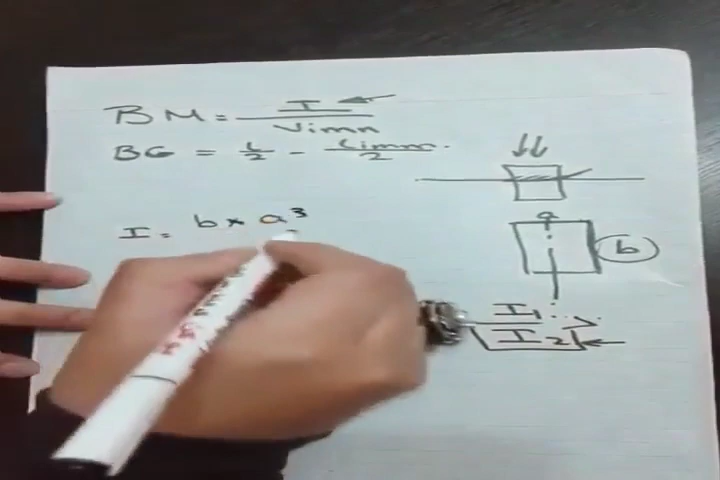 BM = I / Vimn
BG = L/2 - Limm/2.
I = b * a³
a
b
I1
I2